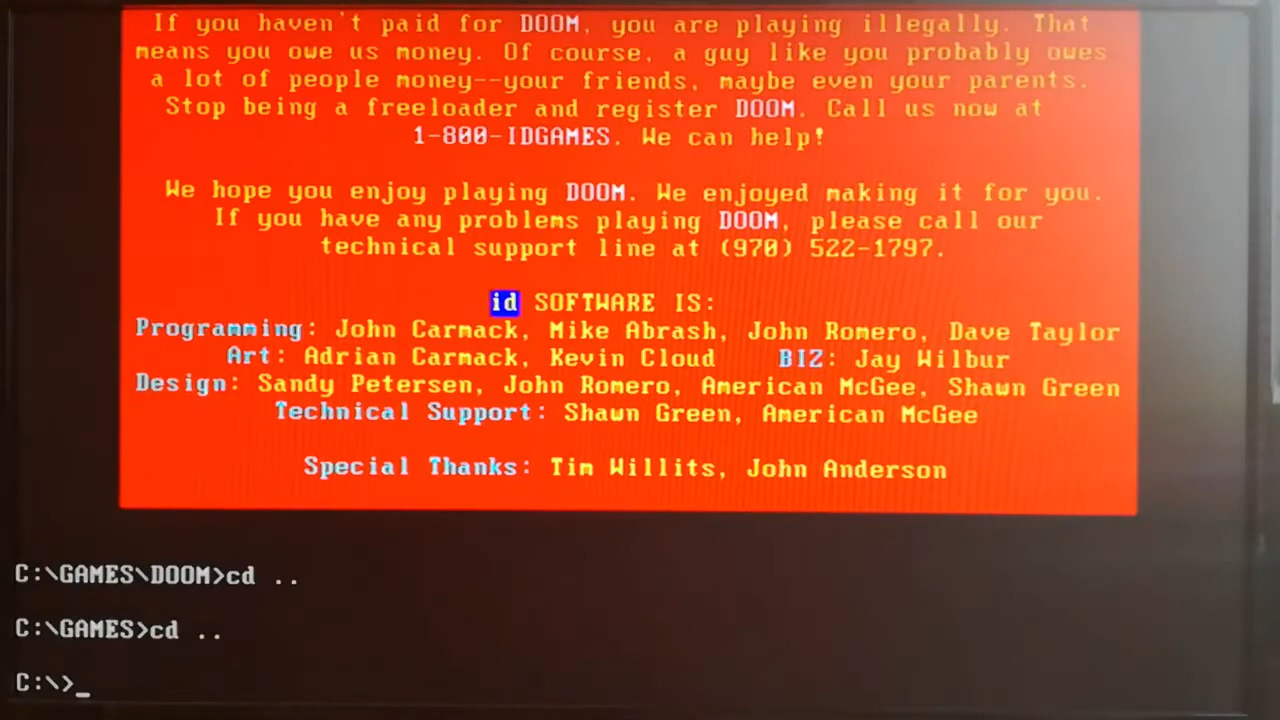 If you haven't paid for DOOM, you are playing illegally. That
means you owe us money. Of course, a guy like you probably owes
a lot of people money--your friends, maybe even your parents.
Stop being a freeloader and register DOOM. Call us now at
1-800-IDGAMES. We can help!
We hope you enjoy playing DOOM. We enjoyed making it for you.
If you have any problems playing DOOM, please call our
technical support line at (970) 522-1797.
id SOFTWARE IS:
Programming: John Carmack, Mike Abrash, John Romero, Dave Taylor
Art: Adrian Carmack, Kevin Cloud BIZ: Jay Wilbur
Design: Sandy Petersen, John Romero, American McGee, Shawn Green
Technical Support: Shawn Green, American McGee
Special Thanks: Tim Willits, John Anderson
C:\GAMES\DOOM>cd ..
C:\GAMES>cd ..
C:\>_